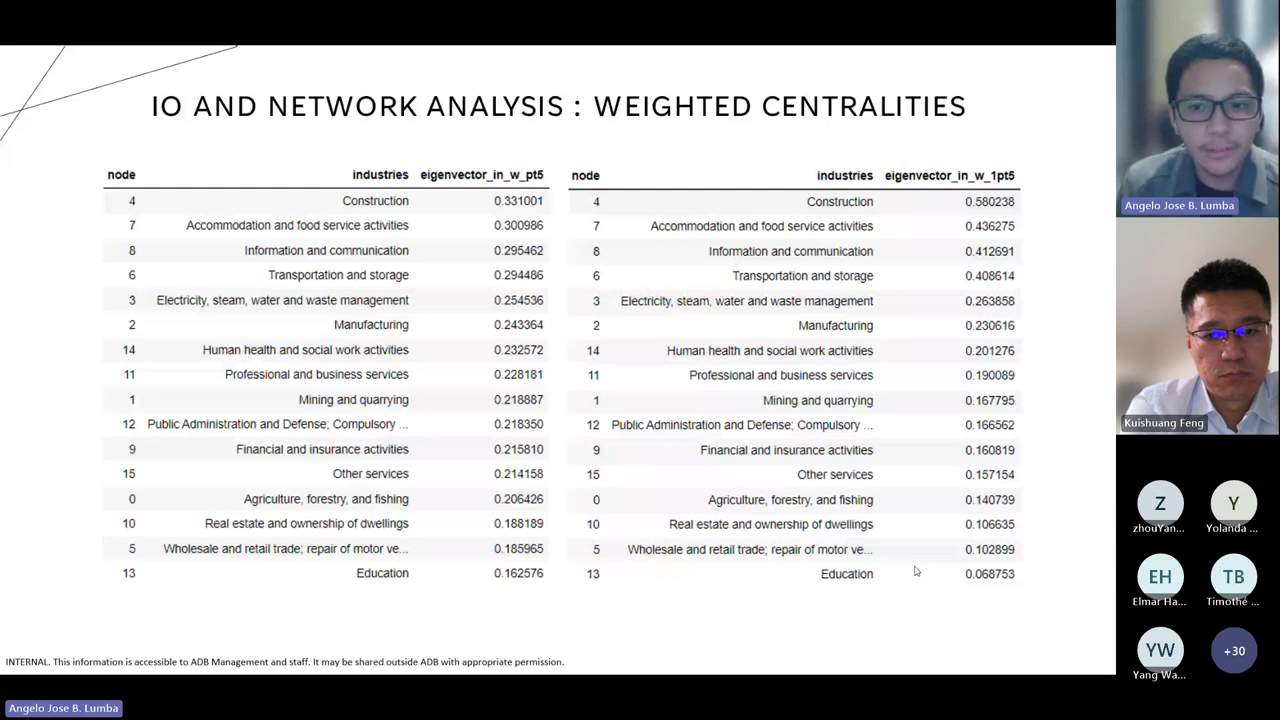 IO AND NETWORK ANALYSIS : WEIGHTED CENTRALITIES
node industries eigenvector_in_w_pt5
4 Construction 0.331001
7 Accommodation and food service activities 0.300986
8 Information and communication 0.295462
6 Transportation and storage 0.294486
3 Electricity, steam, water and waste management 0.254536
2 Manufacturing 0.243364
14 Human health and social work activities 0.232572
11 Professional and business services 0.228181
1 Mining and quarrying 0.218887
12 Public Administration and Defense; Compulsory ... 0.218350
9 Financial and insurance activities 0.215810
15 Other services 0.214158
0 Agriculture, forestry, and fishing 0.206426
10 Real estate and ownership of dwellings 0.188189
5 Wholesale and retail trade; repair of motor ve... 0.185965
13 Education 0.162576
node industries eigenvector_in_w_1pt5
4 Construction 0.580238
7 Accommodation and food service activities 0.436275
8 Information and communication 0.412691
6 Transportation and storage 0.408614
3 Electricity, steam, water and waste management 0.263858
2 Manufacturing 0.230616
14 Human health and social work activities 0.201276
11 Professional and business services 0.190089
1 Mining and quarrying 0.167795
12 Public Administration and Defense; Compulsory ... 0.166562
9 Financial and insurance activities 0.160819
15 Other services 0.157154
0 Agriculture, forestry, and fishing 0.140739
10 Real estate and ownership of dwellings 0.106635
5 Wholesale and retail trade; repair of motor ve... 0.102899
13 Education 0.068753
INTERNAL. This information is accessible to ADB Management and staff. It may be shared outside ADB with appropriate permission.
Angelo Jose B. Lumba
Angelo Jose B. Lumba
Kuishuang Feng
Z Y
zhouYan... Yolanda ...
EH TB
Elmar Ha... Timothé ...
YW +30
Yang Wa...